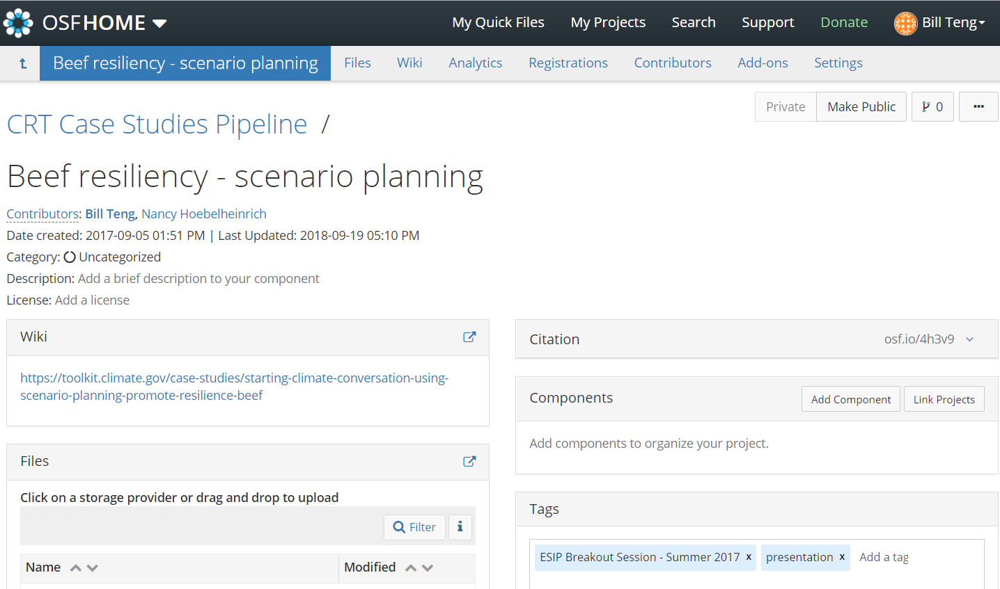 OSFHOME
My Quick Files
My Projects
Search
Support
Donate
Bill Teng
Beef resiliency - scenario planning
Files
Wiki
Analytics
Registrations
Contributors
Add-ons
Settings
Private
Make Public
0
CRT Case Studies Pipeline /
Beef resiliency - scenario planning
Contributors: Bill Teng, Nancy Hoebelheinrich
Date created: 2017-09-05 01:51 PM | Last Updated: 2018-09-19 05:10 PM
Category: Uncategorized
Description: Add a brief description to your component
License: Add a license
Wiki
https://toolkit.climate.gov/case-studies/starting-climate-conversation-using-
scenario-planning-promote-resilience-beef
Files
Click on a storage provider or drag and drop to upload
Filter
Name
Modified
Citation
osf.io/4h3v9
Components
Add Component
Link Projects
Add components to organize your project.
Tags
ESIP Breakout Session - Summer 2017 x
presentation x
Add a tag